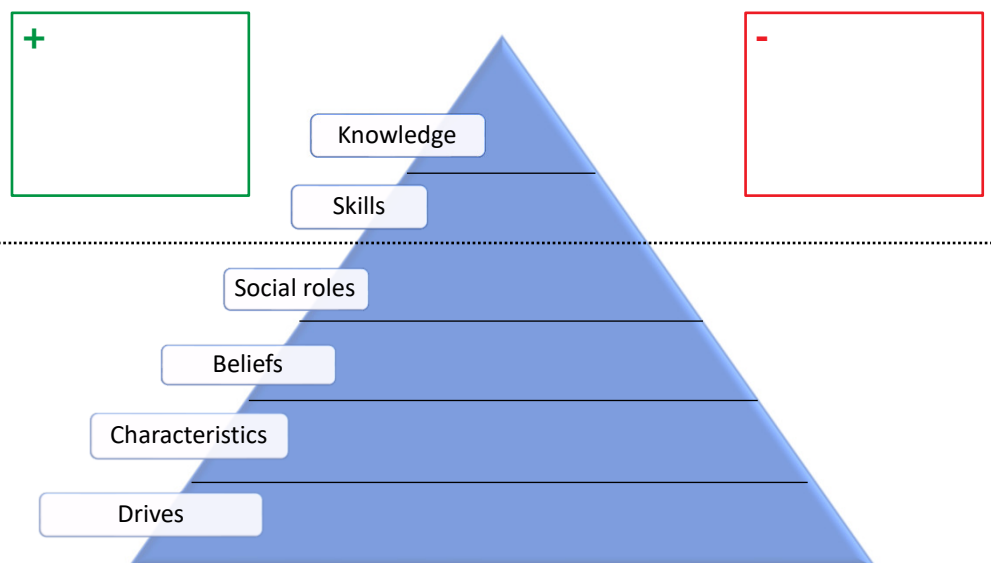 +
-
Knowledge
Skills
Social roles
Beliefs
Characteristics
Drives